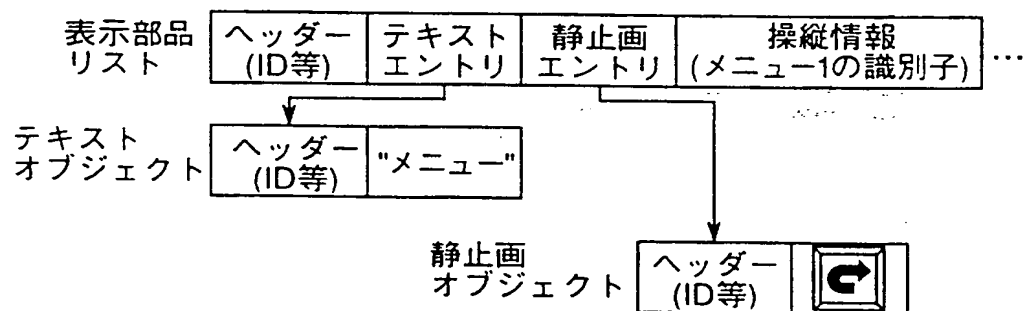 表示部品
リスト
ヘッダー
(ID等)
テキスト
エントリ
静止画
エントリ
操縦情報
(メニュー1の識別子)
…
テキスト
オブジェクト
ヘッダー
(ID等)
"メニュー"
静止画
オブジェクト
ヘッダー
(ID等)